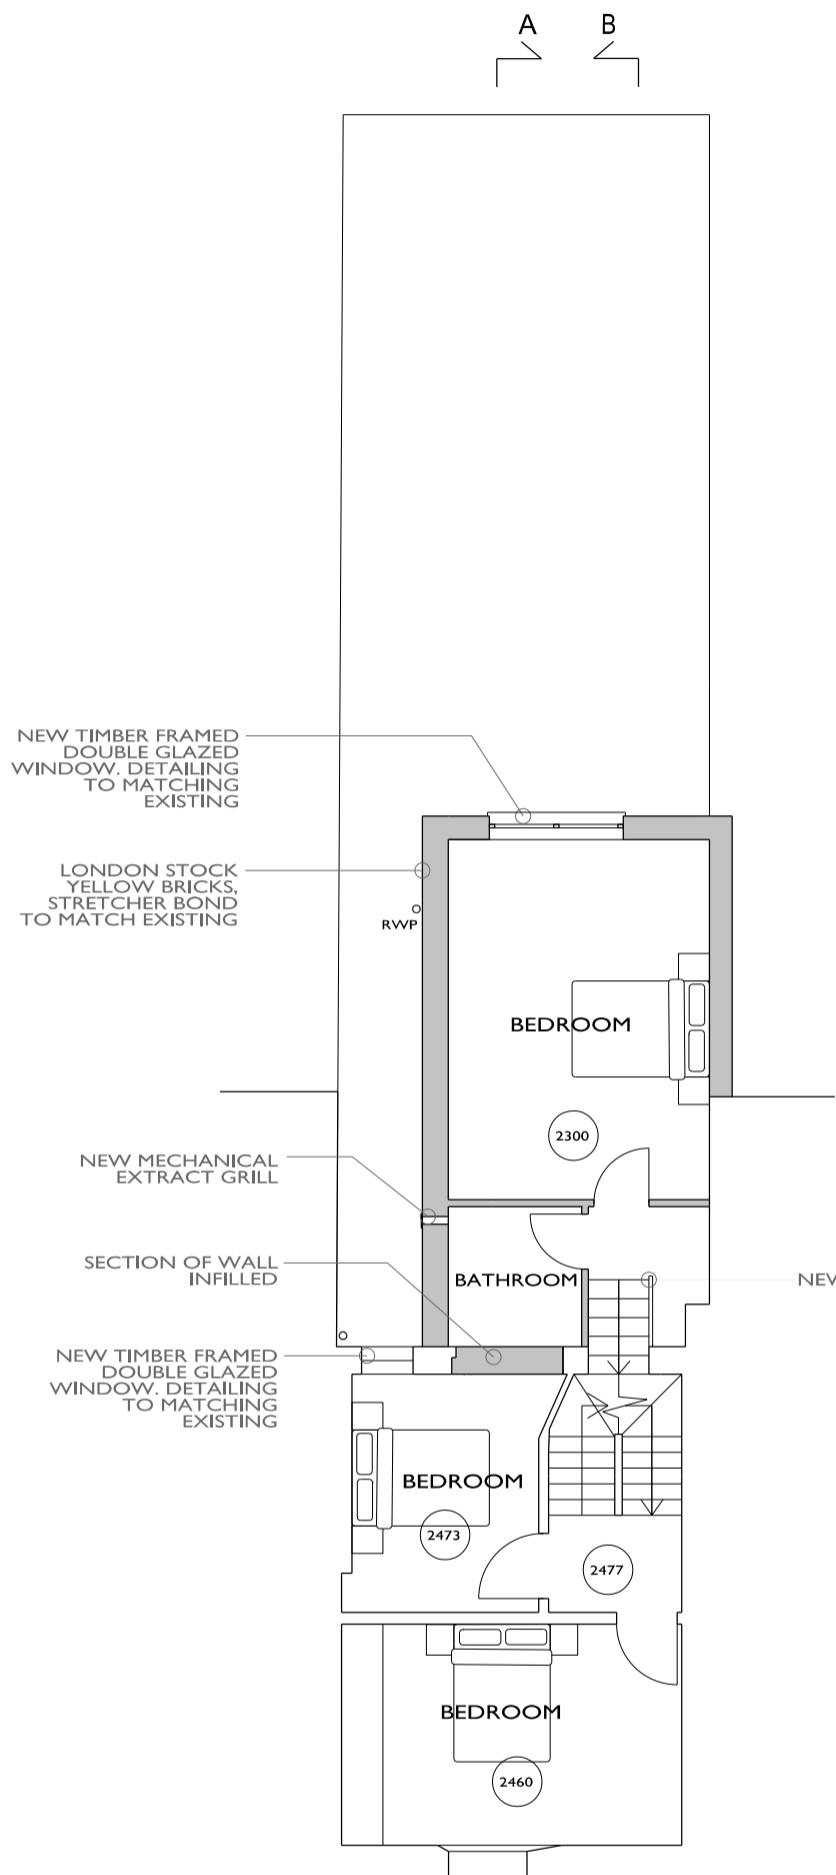 A B
NEW TIMBER FRAMED
DOUBLE GLAZED
WINDOW. DETAILING
TO MATCHING
EXISTING
LONDON STOCK
YELLOW BRICKS,
STRETCHER BOND
TO MATCH EXISTING
RWP
BEDROOM
2300
NEW MECHANICAL
EXTRACT GRILL
SECTION OF WALL
INFILLED
BATHROOM
NEW
NEW TIMBER FRAMED
DOUBLE GLAZED
WINDOW. DETAILING
TO MATCHING
EXISTING
BEDROOM
2473
2477
BEDROOM
2460